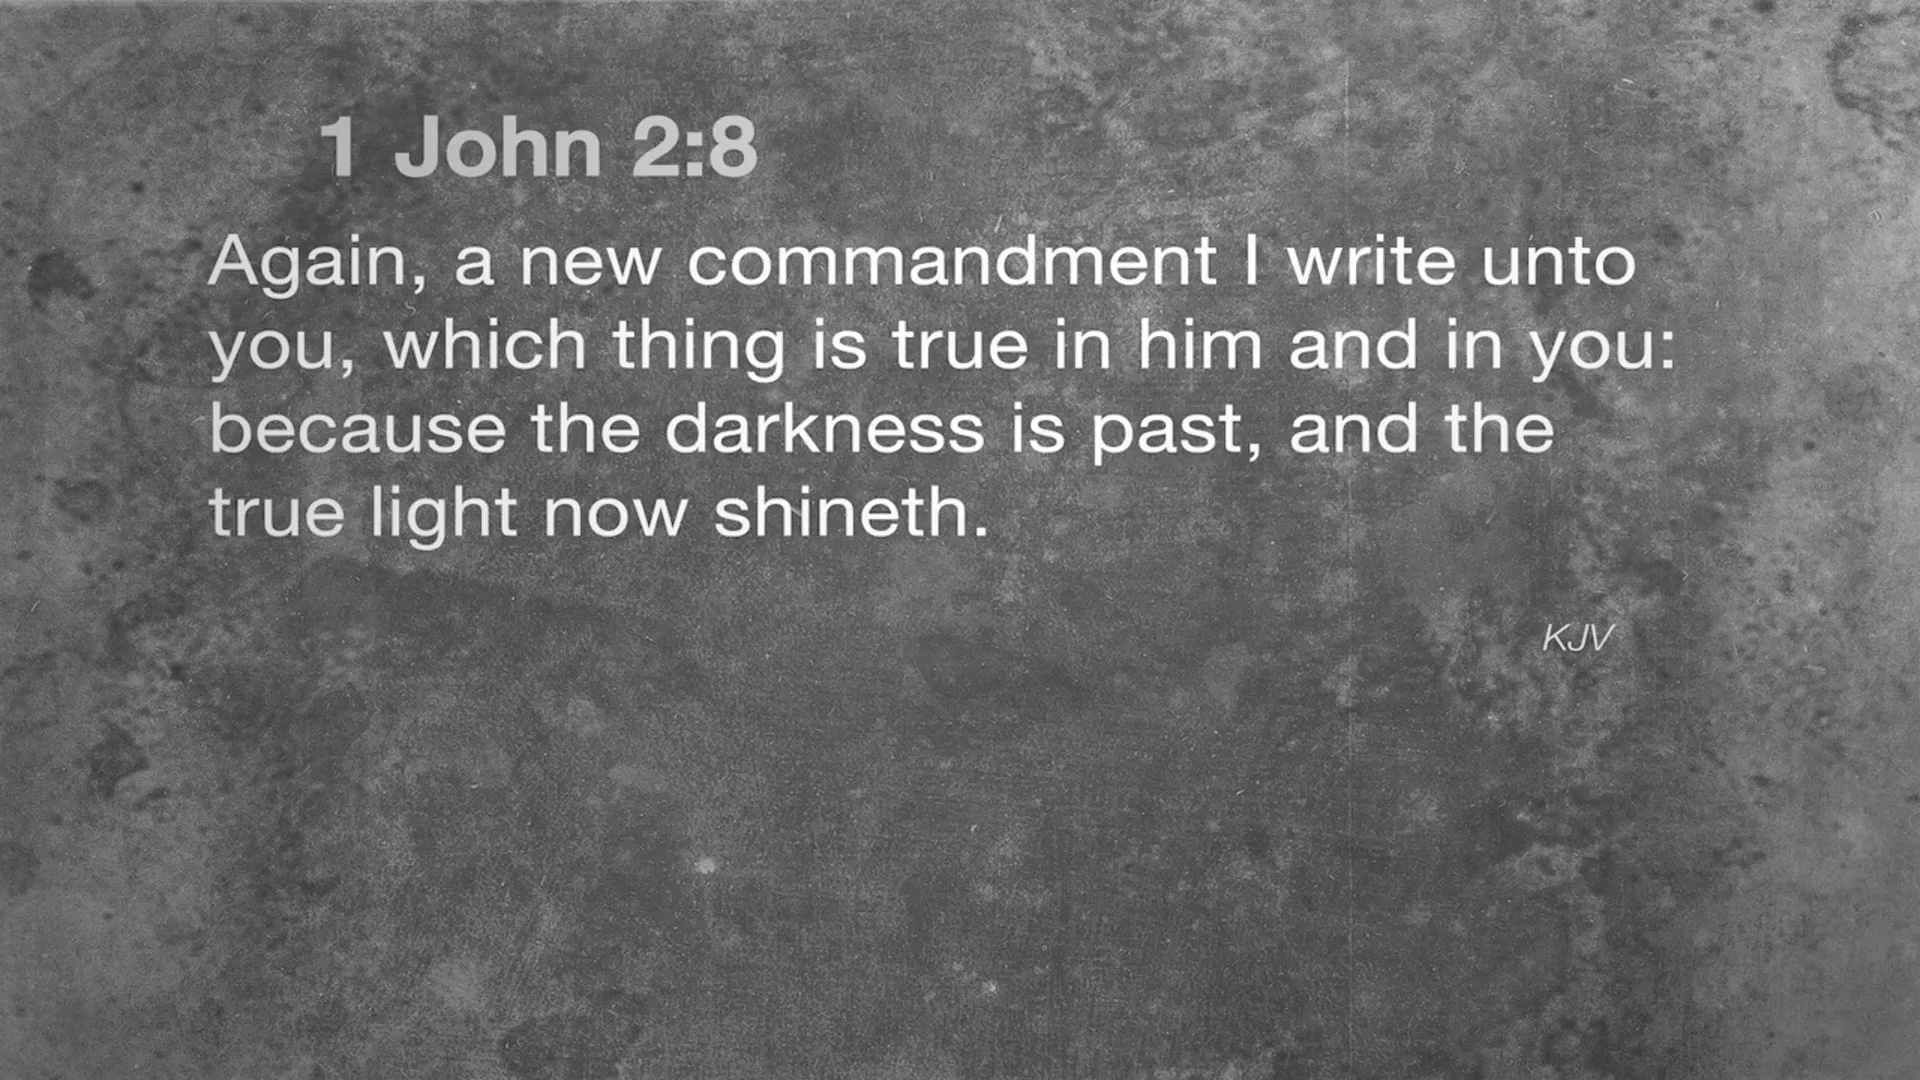 1 John 2:8
Again, a new commandment I write unto
you, which thing is true in him and in you:
because the darkness is past, and the
true light now shineth.
KJV